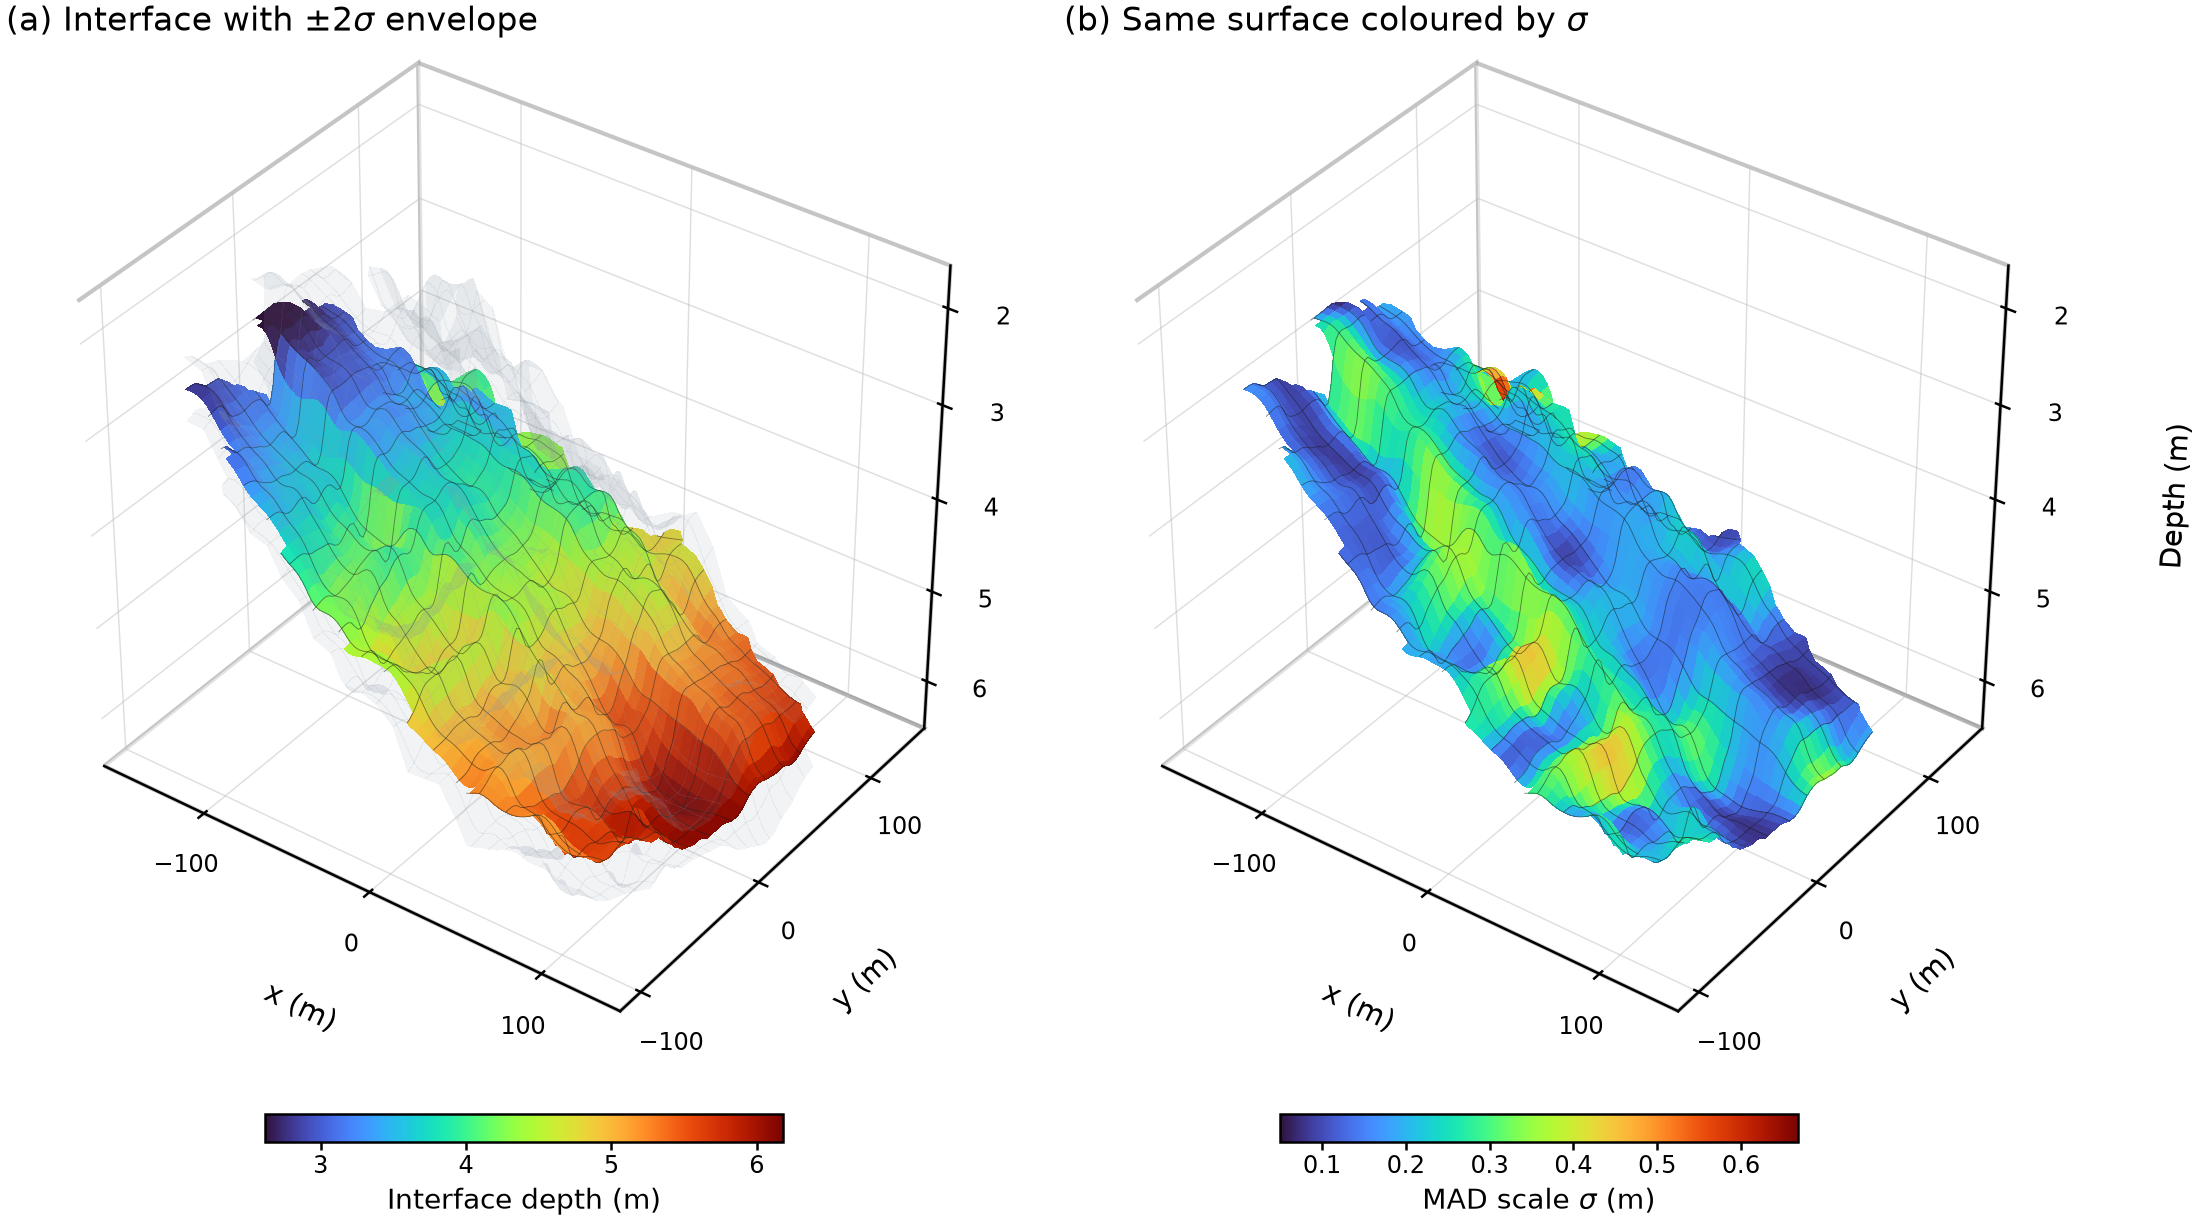 (a) Interface with ±2σ envelope
(b) Same surface coloured by σ
2
3
4
5
6
−100
0
100
x (m)
−100
0
100
y (m)
2
3
4
5
6
Depth (m)
−100
0
100
x (m)
−100
0
100
y (m)
3 4 5 6
Interface depth (m)
0.1 0.2 0.3 0.4 0.5 0.6
MAD scale σ (m)